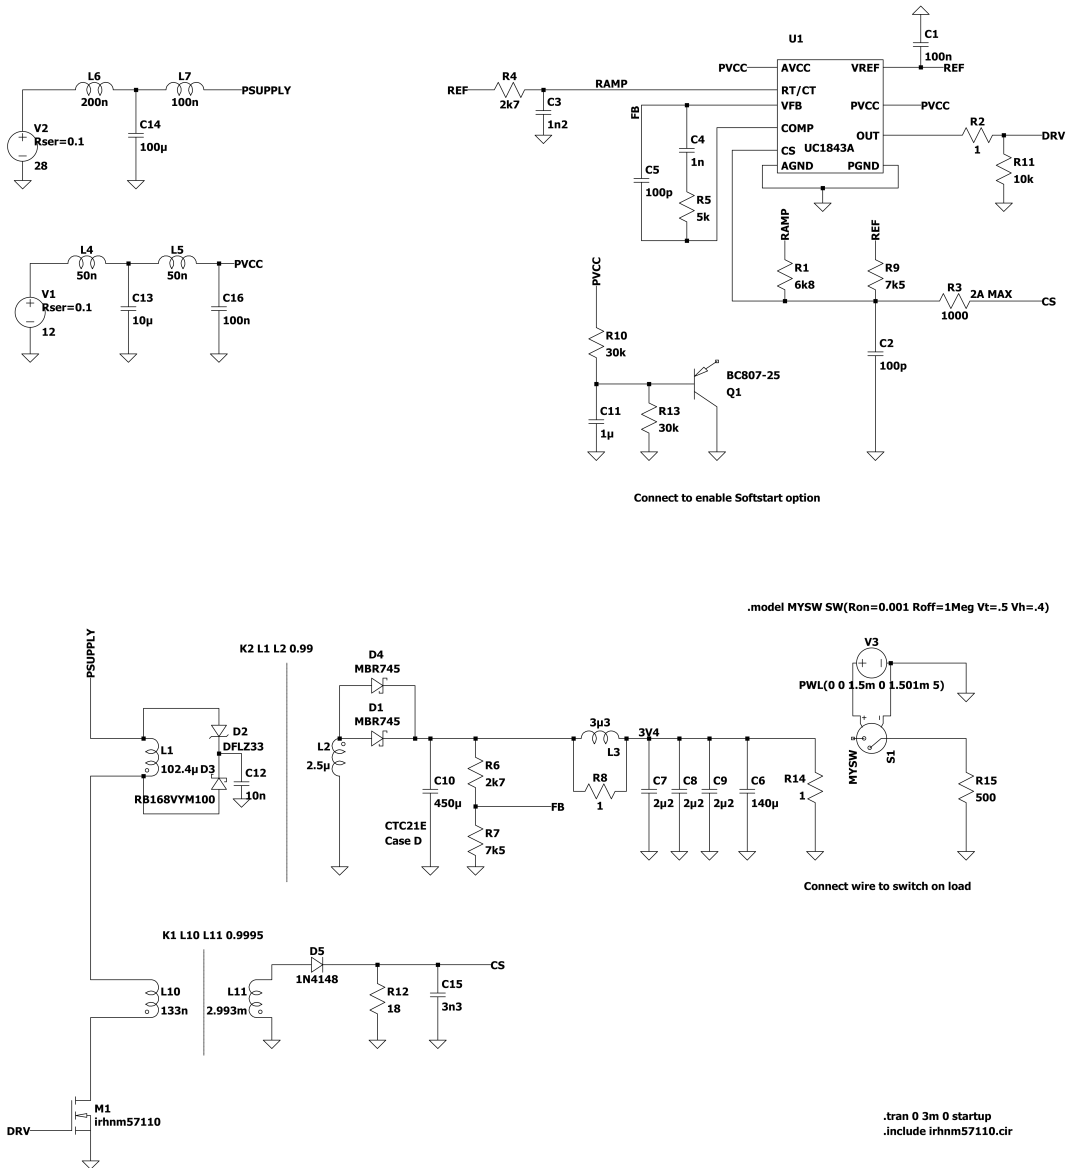 L6
200n
L7
100n
PSUPPLY
V2
Rser=0.1
28
C14
100µ
L4
50n
L5
50n
PVCC
V1
Rser=0.1
12
C13
10µ
C16
100n
REF
R4
2k7
RAMP
C3
1n2
U1
C1
100n
PVCC
AVCC
VREF
REF
RT/CT
VFB
PVCC
PVCC
COMP
OUT
CS
UC1843A
AGND
PGND
R2
1
DRV
R11
10k
FB
C4
1n
C5
100p
R5
5k
RAMP
REF
R1
6k8
R9
7k5
R3
1000
2A MAX
CS
C2
100p
PVCC
R10
30k
C11
1µ
R13
30k
BC807-25
Q1
Connect to enable Softstart option
.model MYSW SW(Ron=0.001 Roff=1Meg Vt=.5 Vh=.4)
PSUPPLY
K2 L1 L2 0.99
L1
102.4µ
D2
DFLZ33
D3
RB168VYM100
C12
10n
D4
MBR745
D1
MBR745
L2
2.5µ
C10
450µ
CTC21E
Case D
R6
2k7
FB
R7
7k5
3µ3
L3
R8
1
3V4
C7
2µ2
C8
2µ2
C9
2µ2
C6
140µ
R14
1
V3
PWL(0 0 1.5m 0 1.501m 5)
MYSW
S1
R15
500
Connect wire to switch on load
K1 L10 L11 0.9995
L10
133n
L11
2.993m
D5
1N4148
R12
18
C15
3n3
CS
M1
irhnm57110
DRV
.tran 0 3m 0 startup
.include irhnm57110.cir